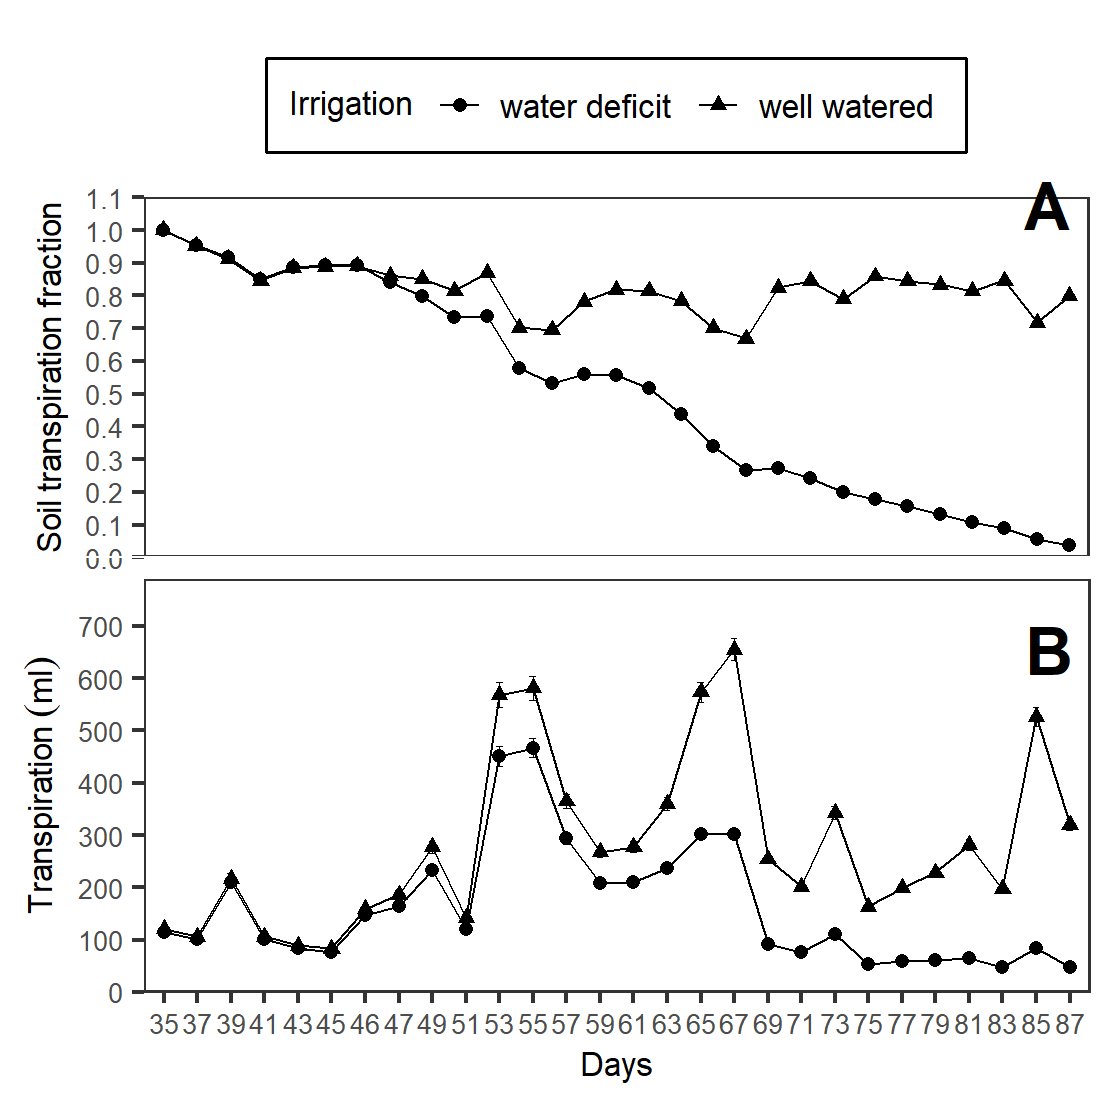 Irrigation water deficit well watered
A
Soil transpiration fraction
1.1
1.0
0.9
0.8
0.7
0.6
0.5
0.4
0.3
0.2
0.1
0.0
B
Transpiration (ml)
700
600
500
400
300
200
100
0
35 37 39 41 43 45 46 47 49 51 53 55 57 59 61 63 65 67 69 71 73 75 77 79 81 83 85 87
Days